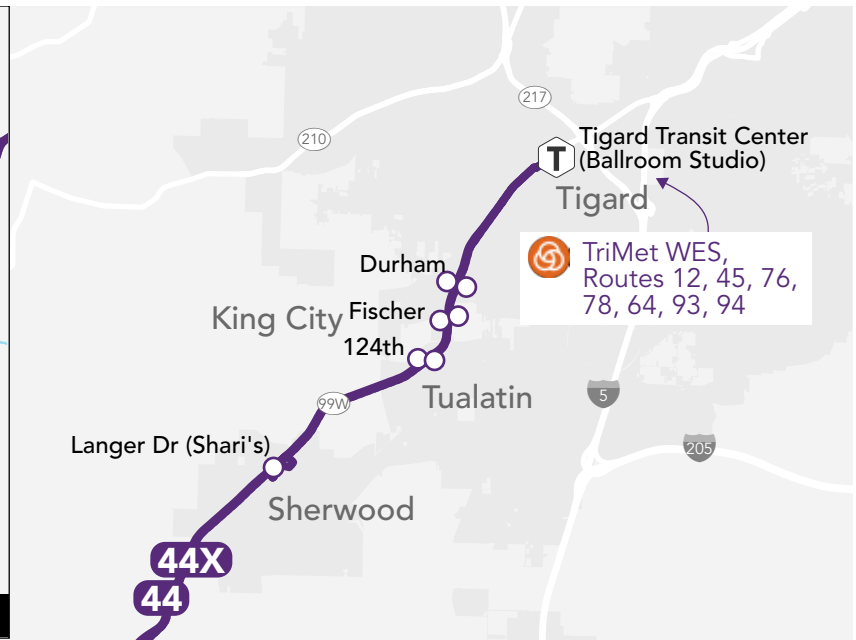 217
210
Tigard Transit Center
(Ballroom Studio)
T
Tigard
TriMet WES,
Routes 12, 45, 76,
78, 64, 93, 94
Durham
King City
Fischer
124th
Tualatin
5
99W
Langer Dr (Shari's)
205
Sherwood
44X
44